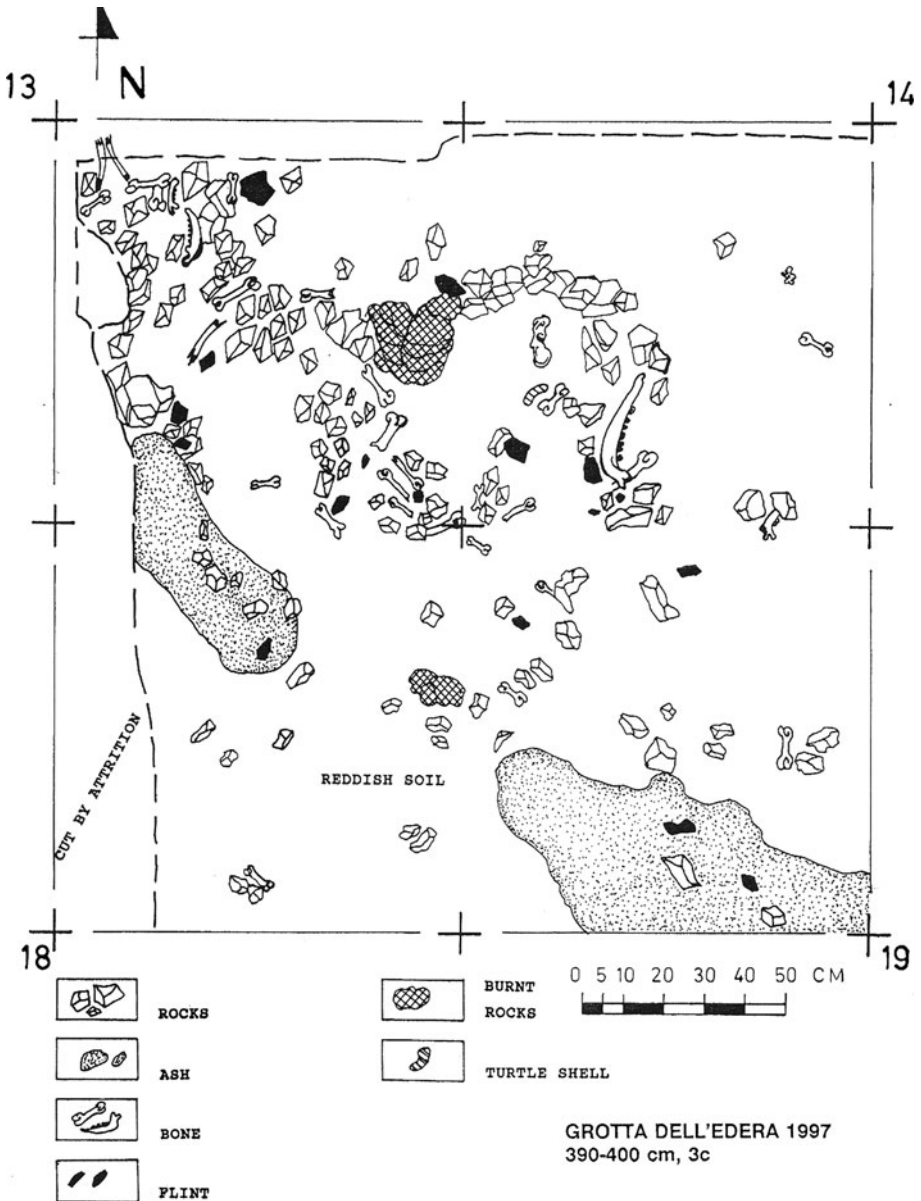 N
13 14
CUT BY ATTRITION
REDDISH SOIL
18 19
ROCKS
ASH
BONE
FLINT
BURNT
ROCKS
TURTLE SHELL
0 5 10 20 30 40 50 CM
GROTTA DELL'EDERA 1997
390-400 cm, 3c